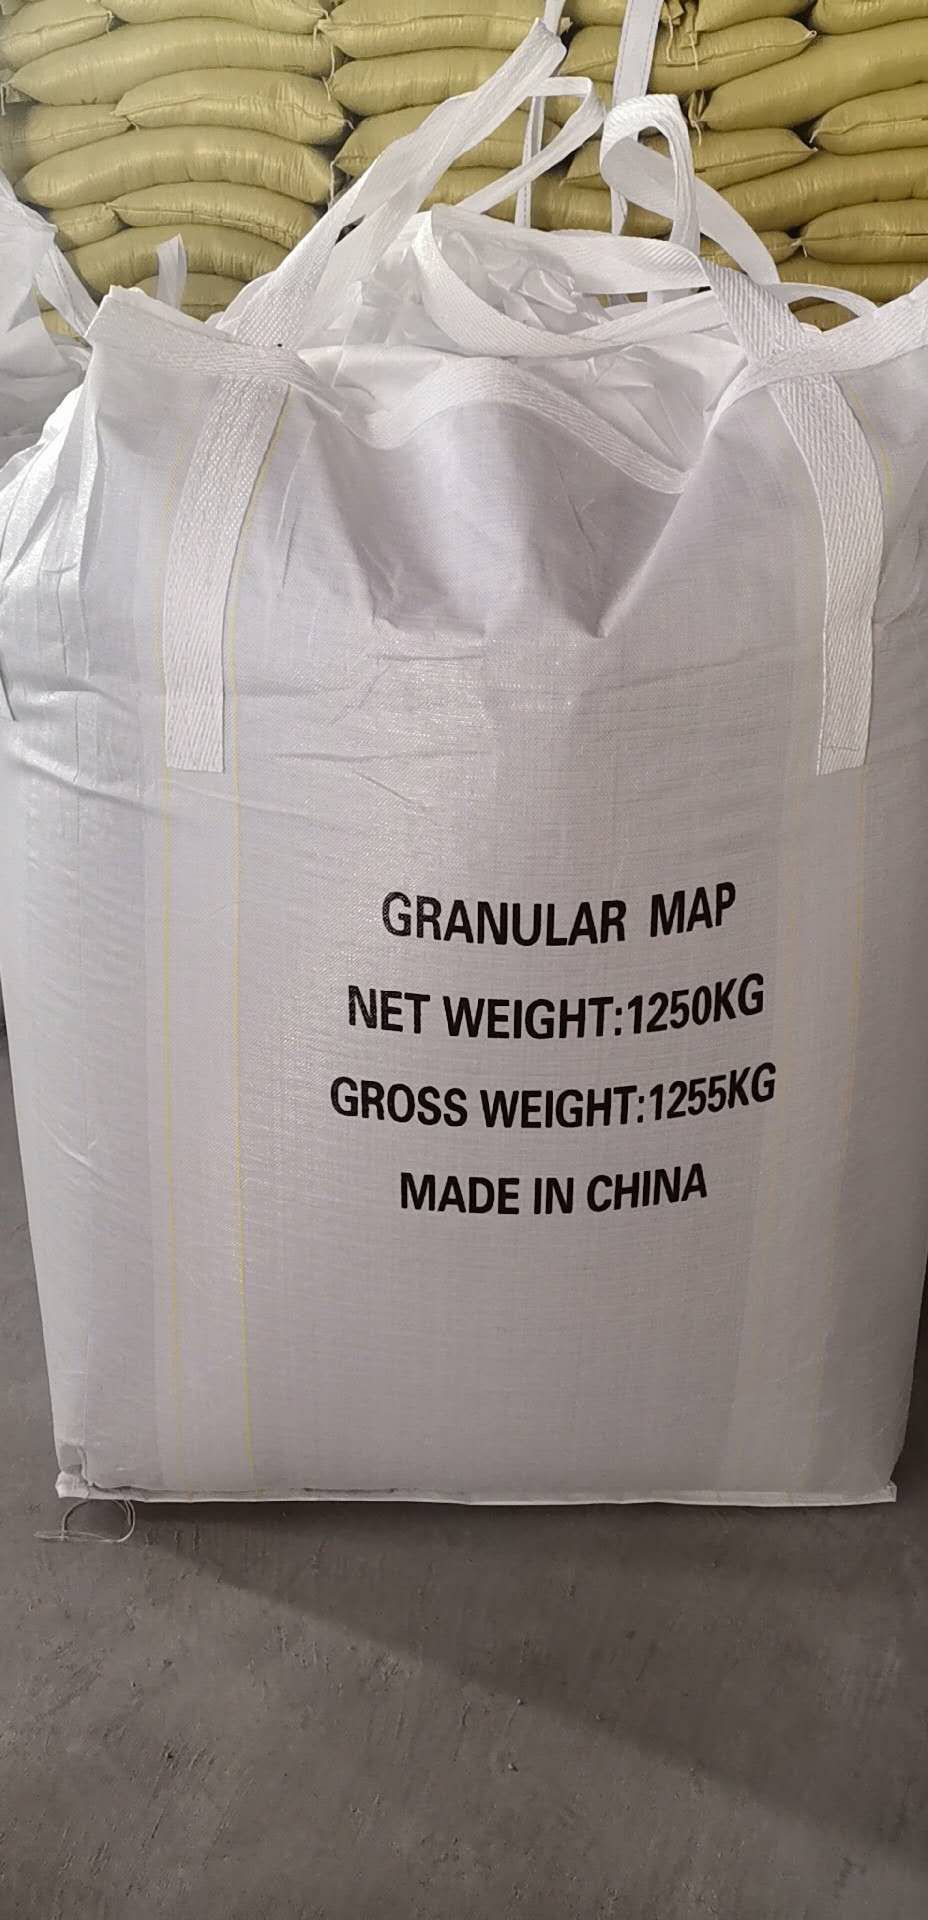 GRANULAR MAP
NET WEIGHT:1250KG
GROSS WEIGHT:1255KG
MADE IN CHINA